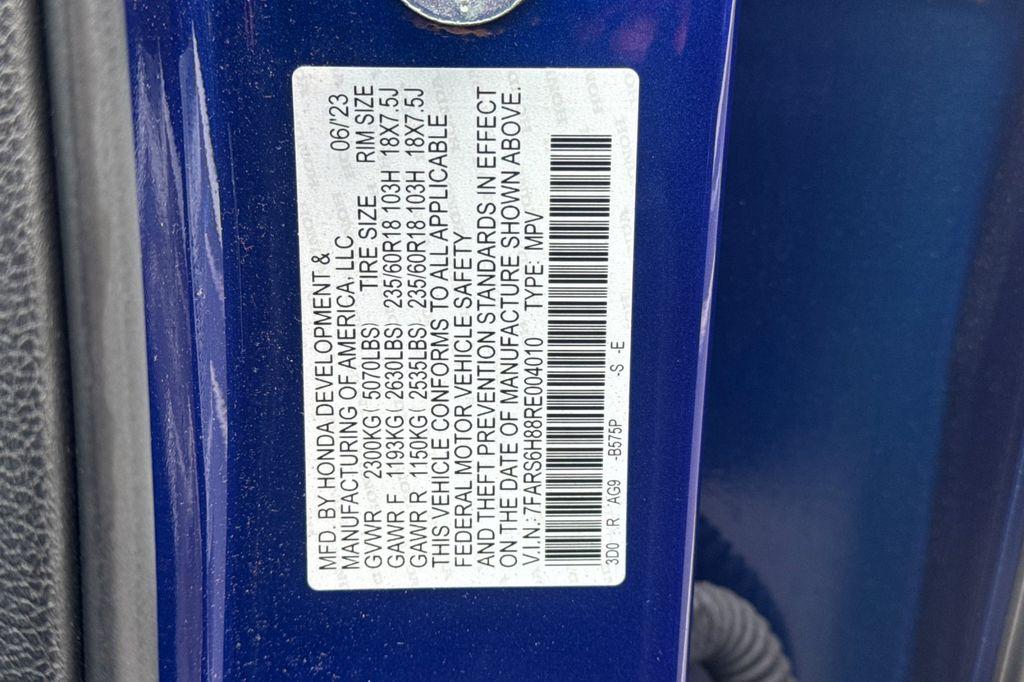 MFD. BY HONDA DEVELOPMENT &
MANUFACTURING OF AMERICA, LLC 06/'23
GVWR 2300KG ( 5070LBS) TIRE SIZE RIM SIZE
GAWR F 1193KG ( 2630LBS) 235/60R18 103H 18X7.5J
GAWR R 1150KG ( 2535LBS) 235/60R18 103H 18X7.5J
THIS VEHICLE CONFORMS TO ALL APPLICABLE
FEDERAL MOTOR VEHICLE SAFETY
AND THEFT PREVENTION STANDARDS IN EFFECT
ON THE DATE OF MANUFACTURE SHOWN ABOVE.
V.I.N.: 7FARS6H88RE004010 TYPE: MPV
3D0 : R AG9 -B575P -S -E